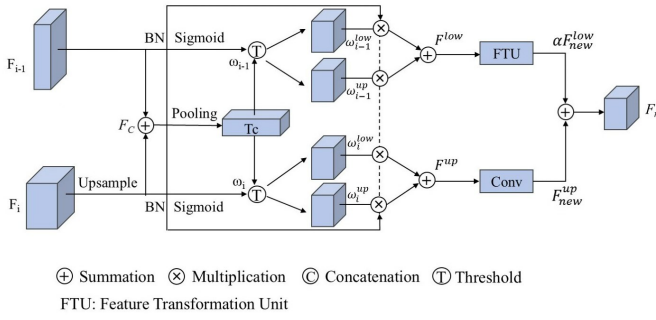 F_{i-1}
BN Sigmoid
ω_{i-1}
T
ω_{i-1}^{low}
ω_{i-1}^{up}
F^{low}
FTU
αF_{new}^{low}
F_C
Pooling
Tc
F_i
Upsample
BN Sigmoid
ω_i
T
ω_i^{low}
ω_i^{up}
F^{up}
Conv
F_{new}^{up}
⊕ Summation ⊗ Multiplication Ⓒ Concatenation Ⓣ Threshold
FTU: Feature Transformation Unit